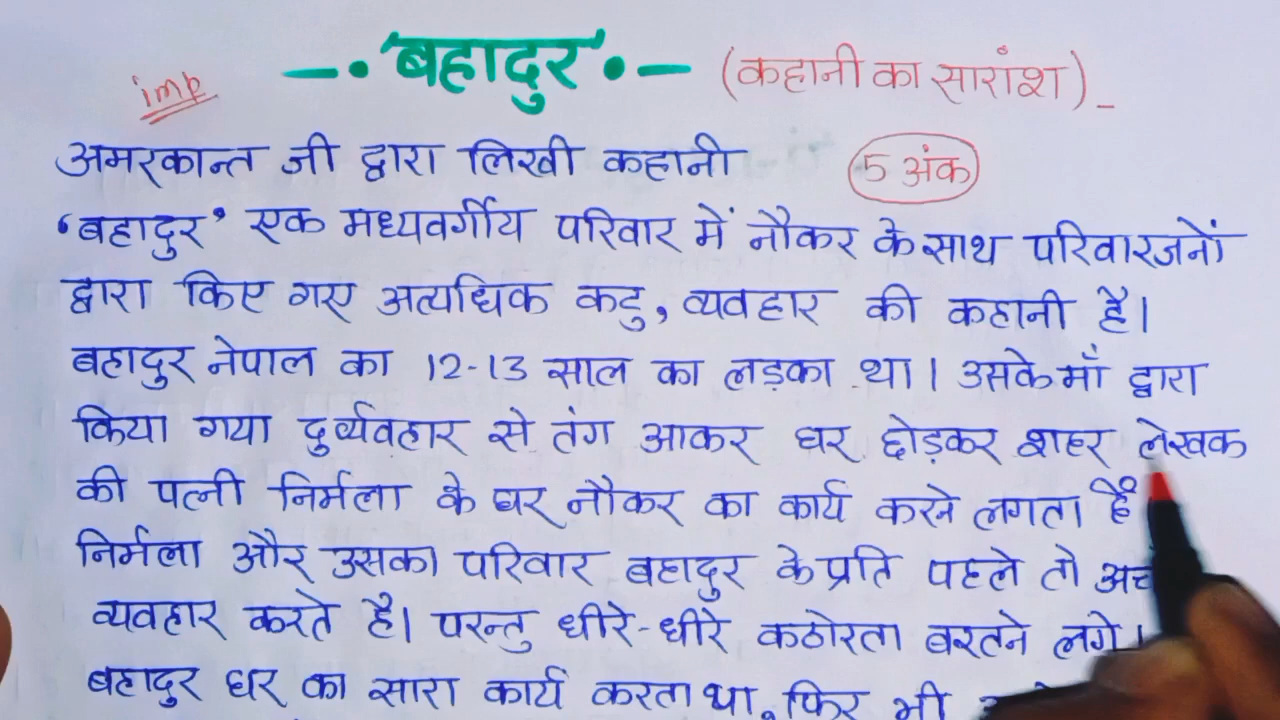 imp
—• 'बहादुर' •— (कहानी का सारांश)
अमरकान्त जी द्वारा लिखी कहानी
5 अंक
'बहादुर' एक मध्यवर्गीय परिवार में नौकर के साथ परिवारजनों
द्वारा किए गए अत्यधिक कटु, व्यवहार की कहानी है।
बहादुर नेपाल का 12-13 साल का लड़का था। उसके माँ द्वारा
किया गया दुर्व्यवहार से तंग आकर घर छोड़कर शहर लेखक
की पत्नी निर्मला के घर नौकर का कार्य करने लगता हैं
निर्मला और उसका परिवार बहादुर के प्रति पहले तो
व्यवहार करते है। परन्तु धीरे-धीरे कठोरता बरतने लगे।
बहादुर घर का सारा कार्य करता था, फिर भी